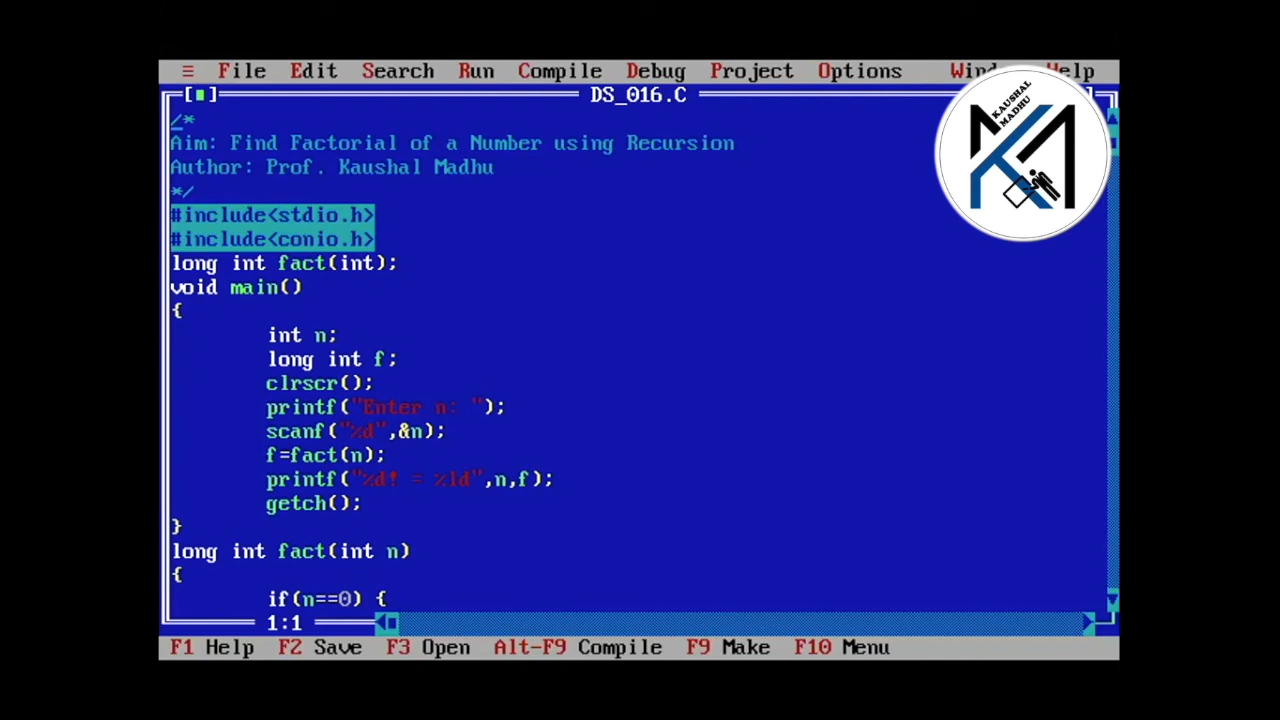 ≡ File Edit Search Run Compile Debug Project Options Wind Help
[■] DS_016.C ]
/*
Aim: Find Factorial of a Number using Recursion
Author: Prof. Kaushal Madhu
*/
#include<stdio.h>
#include<conio.h>
long int fact(int);
void main()
{
int n;
long int f;
clrscr();
printf("Enter n: ");
scanf("%d",&n);
f=fact(n);
printf("%d! = %ld",n,f);
getch();
}
long int fact(int n)
{
if(n==0) {
1:1
F1 Help F2 Save F3 Open Alt-F9 Compile F9 Make F10 Menu
KAUSHAL
MADHU
KM